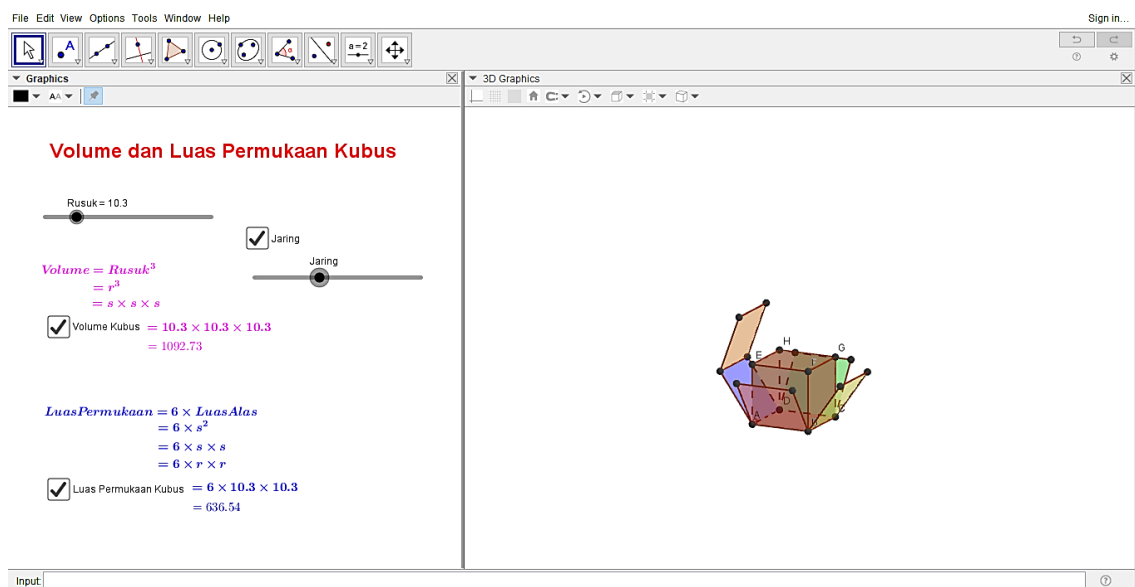 File Edit View Options Tools Window Help
Sign in...
A
α
a=2
Graphics
3D Graphics
AA
Volume dan Luas Permukaan Kubus
Rusuk = 10.3
Jaring
Jaring
Volume = Rusuk³
= r³
= s × s × s
Volume Kubus = 10.3 × 10.3 × 10.3
= 1092.73
LuasPermukaan = 6 × LuasAlas
= 6 × s²
= 6 × s × s
= 6 × r × r
Luas Permukaan Kubus = 6 × 10.3 × 10.3
= 636.54
H
G
E
D
A
Input: